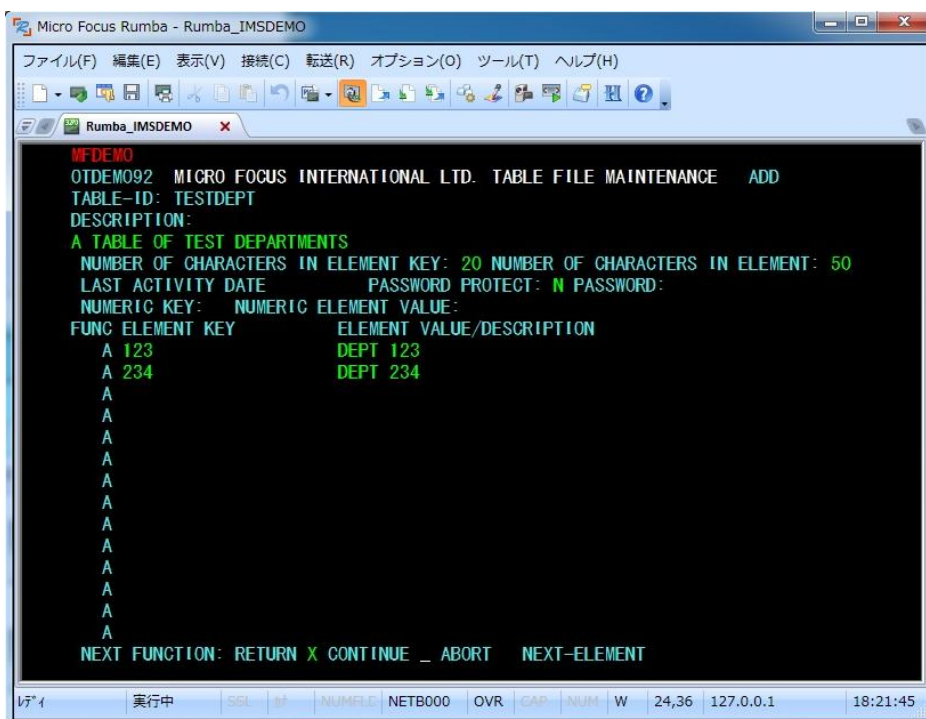 Micro Focus Rumba - Rumba_IMSDEMO
ファイル(F) 編集(E) 表示(V) 接続(C) 転送(R) オプション(O) ツール(T) ヘルプ(H)
Rumba_IMSDEMO
MFDEMO
OTDEMO92 MICRO FOCUS INTERNATIONAL LTD. TABLE FILE MAINTENANCE ADD
TABLE-ID: TESTDEPT
DESCRIPTION:
A TABLE OF TEST DEPARTMENTS
NUMBER OF CHARACTERS IN ELEMENT KEY: 20 NUMBER OF CHARACTERS IN ELEMENT: 50
LAST ACTIVITY DATE PASSWORD PROTECT: N PASSWORD:
NUMERIC KEY: NUMERIC ELEMENT VALUE:
FUNC ELEMENT KEY ELEMENT VALUE/DESCRIPTION
A 123 DEPT 123
A 234 DEPT 234
A
A
A
A
A
A
A
A
A
A
A
A
NEXT FUNCTION: RETURN X CONTINUE _ ABORT NEXT-ELEMENT
ﾚﾃﾞｨ 実行中 SSL NUMFLD NETB000 OVR CAP NUM W 24,36 127.0.0.1 18:21:45